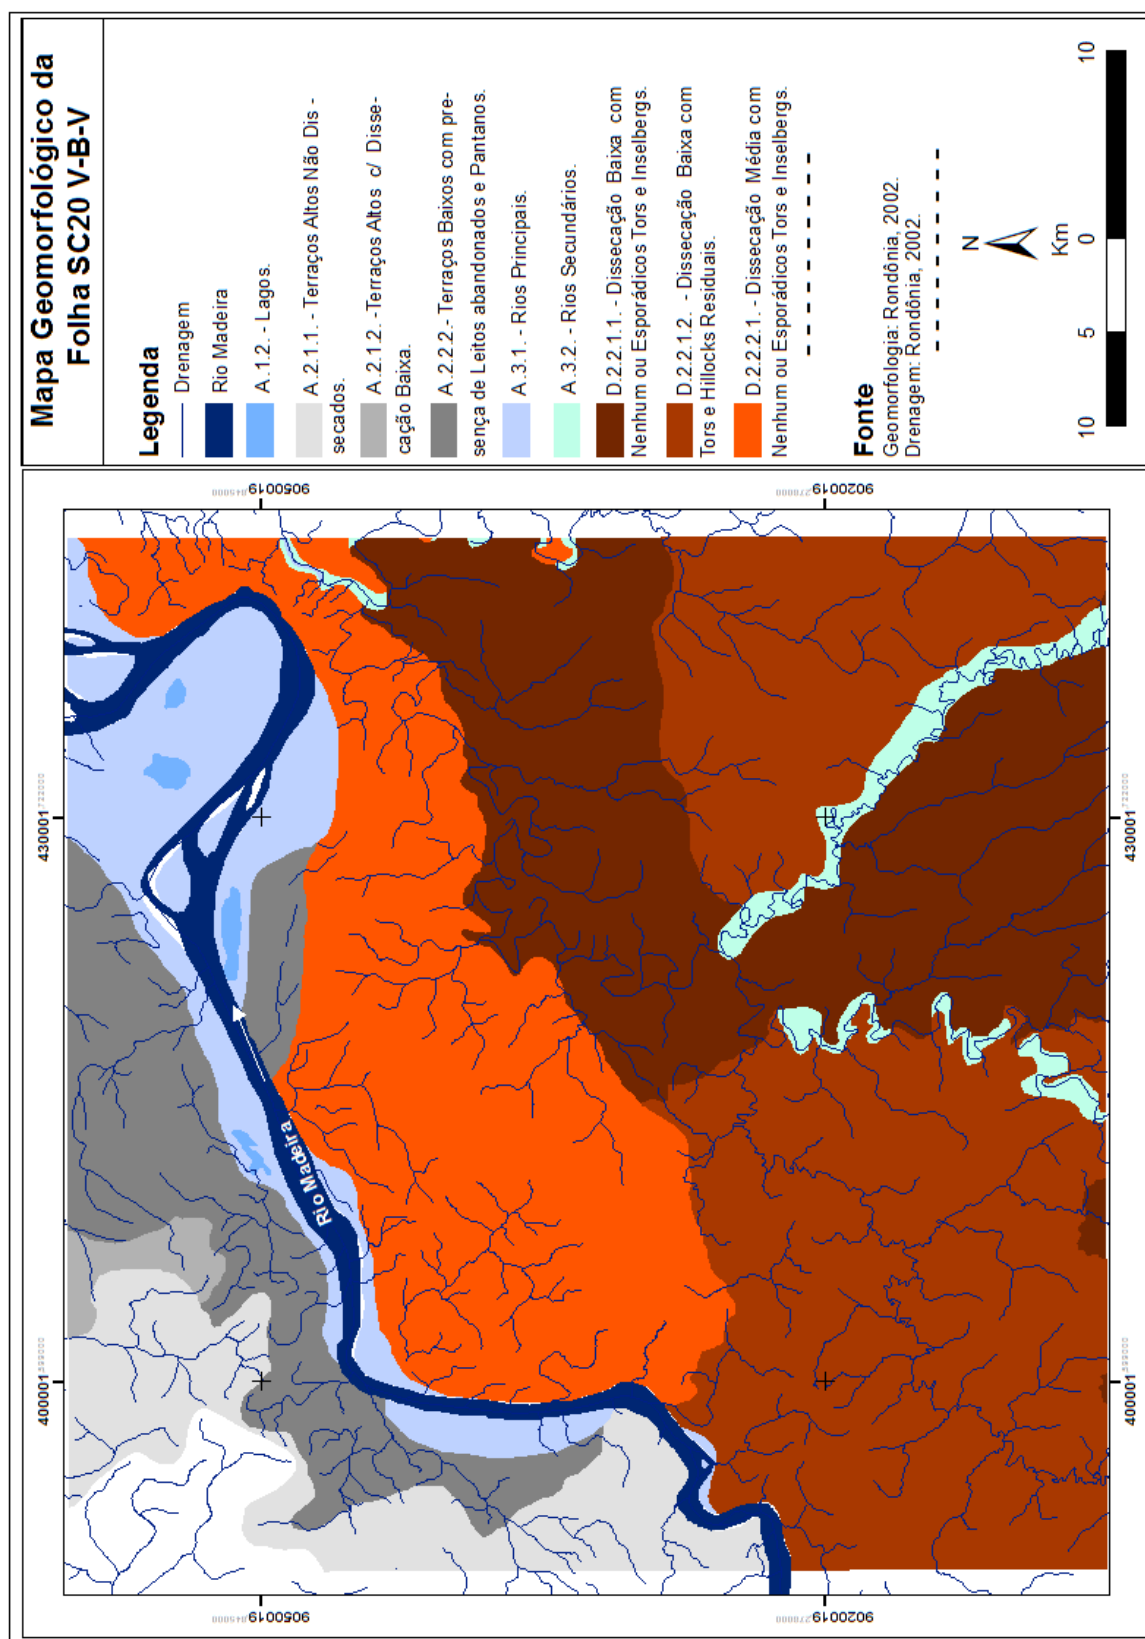 Mapa Geomorfológico da
Folha SC20 V-B-V
Legenda
Drenagem
Rio Madeira
A.1.2. - Lagos.
A.2.1.1. - Terraços Altos Não Dis -
secados.
A.2.1.2. -Terraços Altos c/ Disse-
cação Baixa.
A.2.2.2.- Terraços Baixos com pre-
sença de Leitos abandonados e Pantanos.
A.3.1. - Rios Principais.
A.3.2. - Rios Secundários.
D.2.2.1.1. - Dissecação Baixa com
Nenhum ou Esporádicos Tors e Inselbergs.
D.2.2.1.2. - Dissecação Baixa com
Tors e Hillocks Residuais.
D.2.2.2.1. - Dissecação Média com
Nenhum ou Esporádicos Tors e Inselbergs.
Fonte
Geomorfologia: Rondônia, 2002.
Drenagem: Rondônia, 2002.
N
Km
10 5 0 10
400001 430001
9050019 9050019
Rio Madeira
9020019 9020019
400001 430001